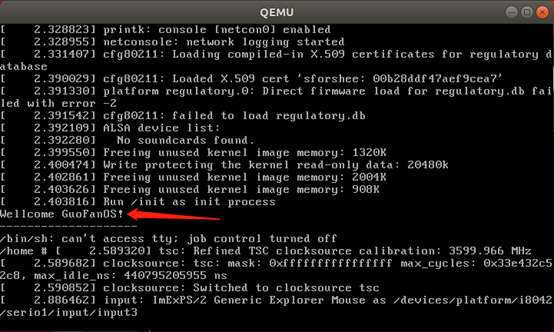 QEMU
[    2.328823] printk: console [netcon0] enabled
[    2.328955] netconsole: network logging started
[    2.331407] cfg80211: Loading compiled-in X.509 certificates for regulatory d
atabase
[    2.390029] cfg80211: Loaded X.509 cert 'sforshee: 00b28ddf47aef9cea7'
[    2.391330] platform regulatory.0: Direct firmware load for regulatory.db fai
led with error -2
[    2.391542] cfg80211: failed to load regulatory.db
[    2.392109] ALSA device list:
[    2.392280]   No soundcards found.
[    2.399550] Freeing unused kernel image memory: 1320K
[    2.400474] Write protecting the kernel read-only data: 20480k
[    2.402861] Freeing unused kernel image memory: 2004K
[    2.403626] Freeing unused kernel image memory: 908K
[    2.403816] Run /init as init process
Wellcome GuoFanOS!
--------------------
/bin/sh: can't access tty; job control turned off
/home # [    2.589320] tsc: Refined TSC clocksource calibration: 3599.966 MHz
[    2.589682] clocksource: tsc: mask: 0xffffffffffffffff max_cycles: 0x33e432c5
2c8, max_idle_ns: 440795205955 ns
[    2.590852] clocksource: Switched to clocksource tsc
[    2.886462] input: ImExPS/2 Generic Explorer Mouse as /devices/platform/i8042
/serio1/input/input3